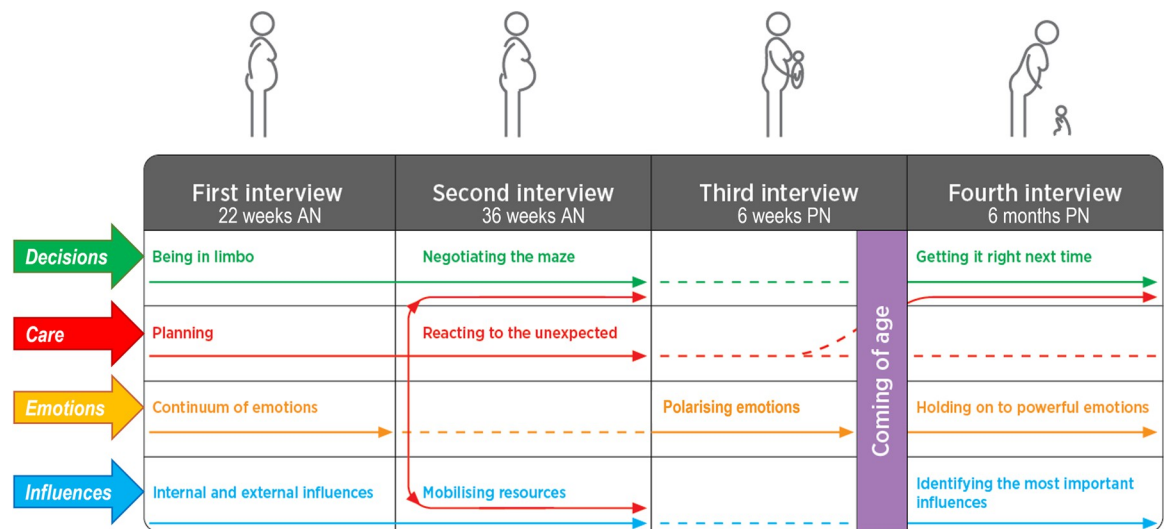 First interview
22 weeks AN
Second interview
36 weeks AN
Third interview
6 weeks PN
Fourth interview
6 months PN
Decisions
Being in limbo
Negotiating the maze
Getting it right next time
Care
Planning
Reacting to the unexpected
Coming of age
Emotions
Continuum of emotions
Polarising emotions
Holding on to powerful emotions
Influences
Internal and external influences
Mobilising resources
Identifying the most important
influences